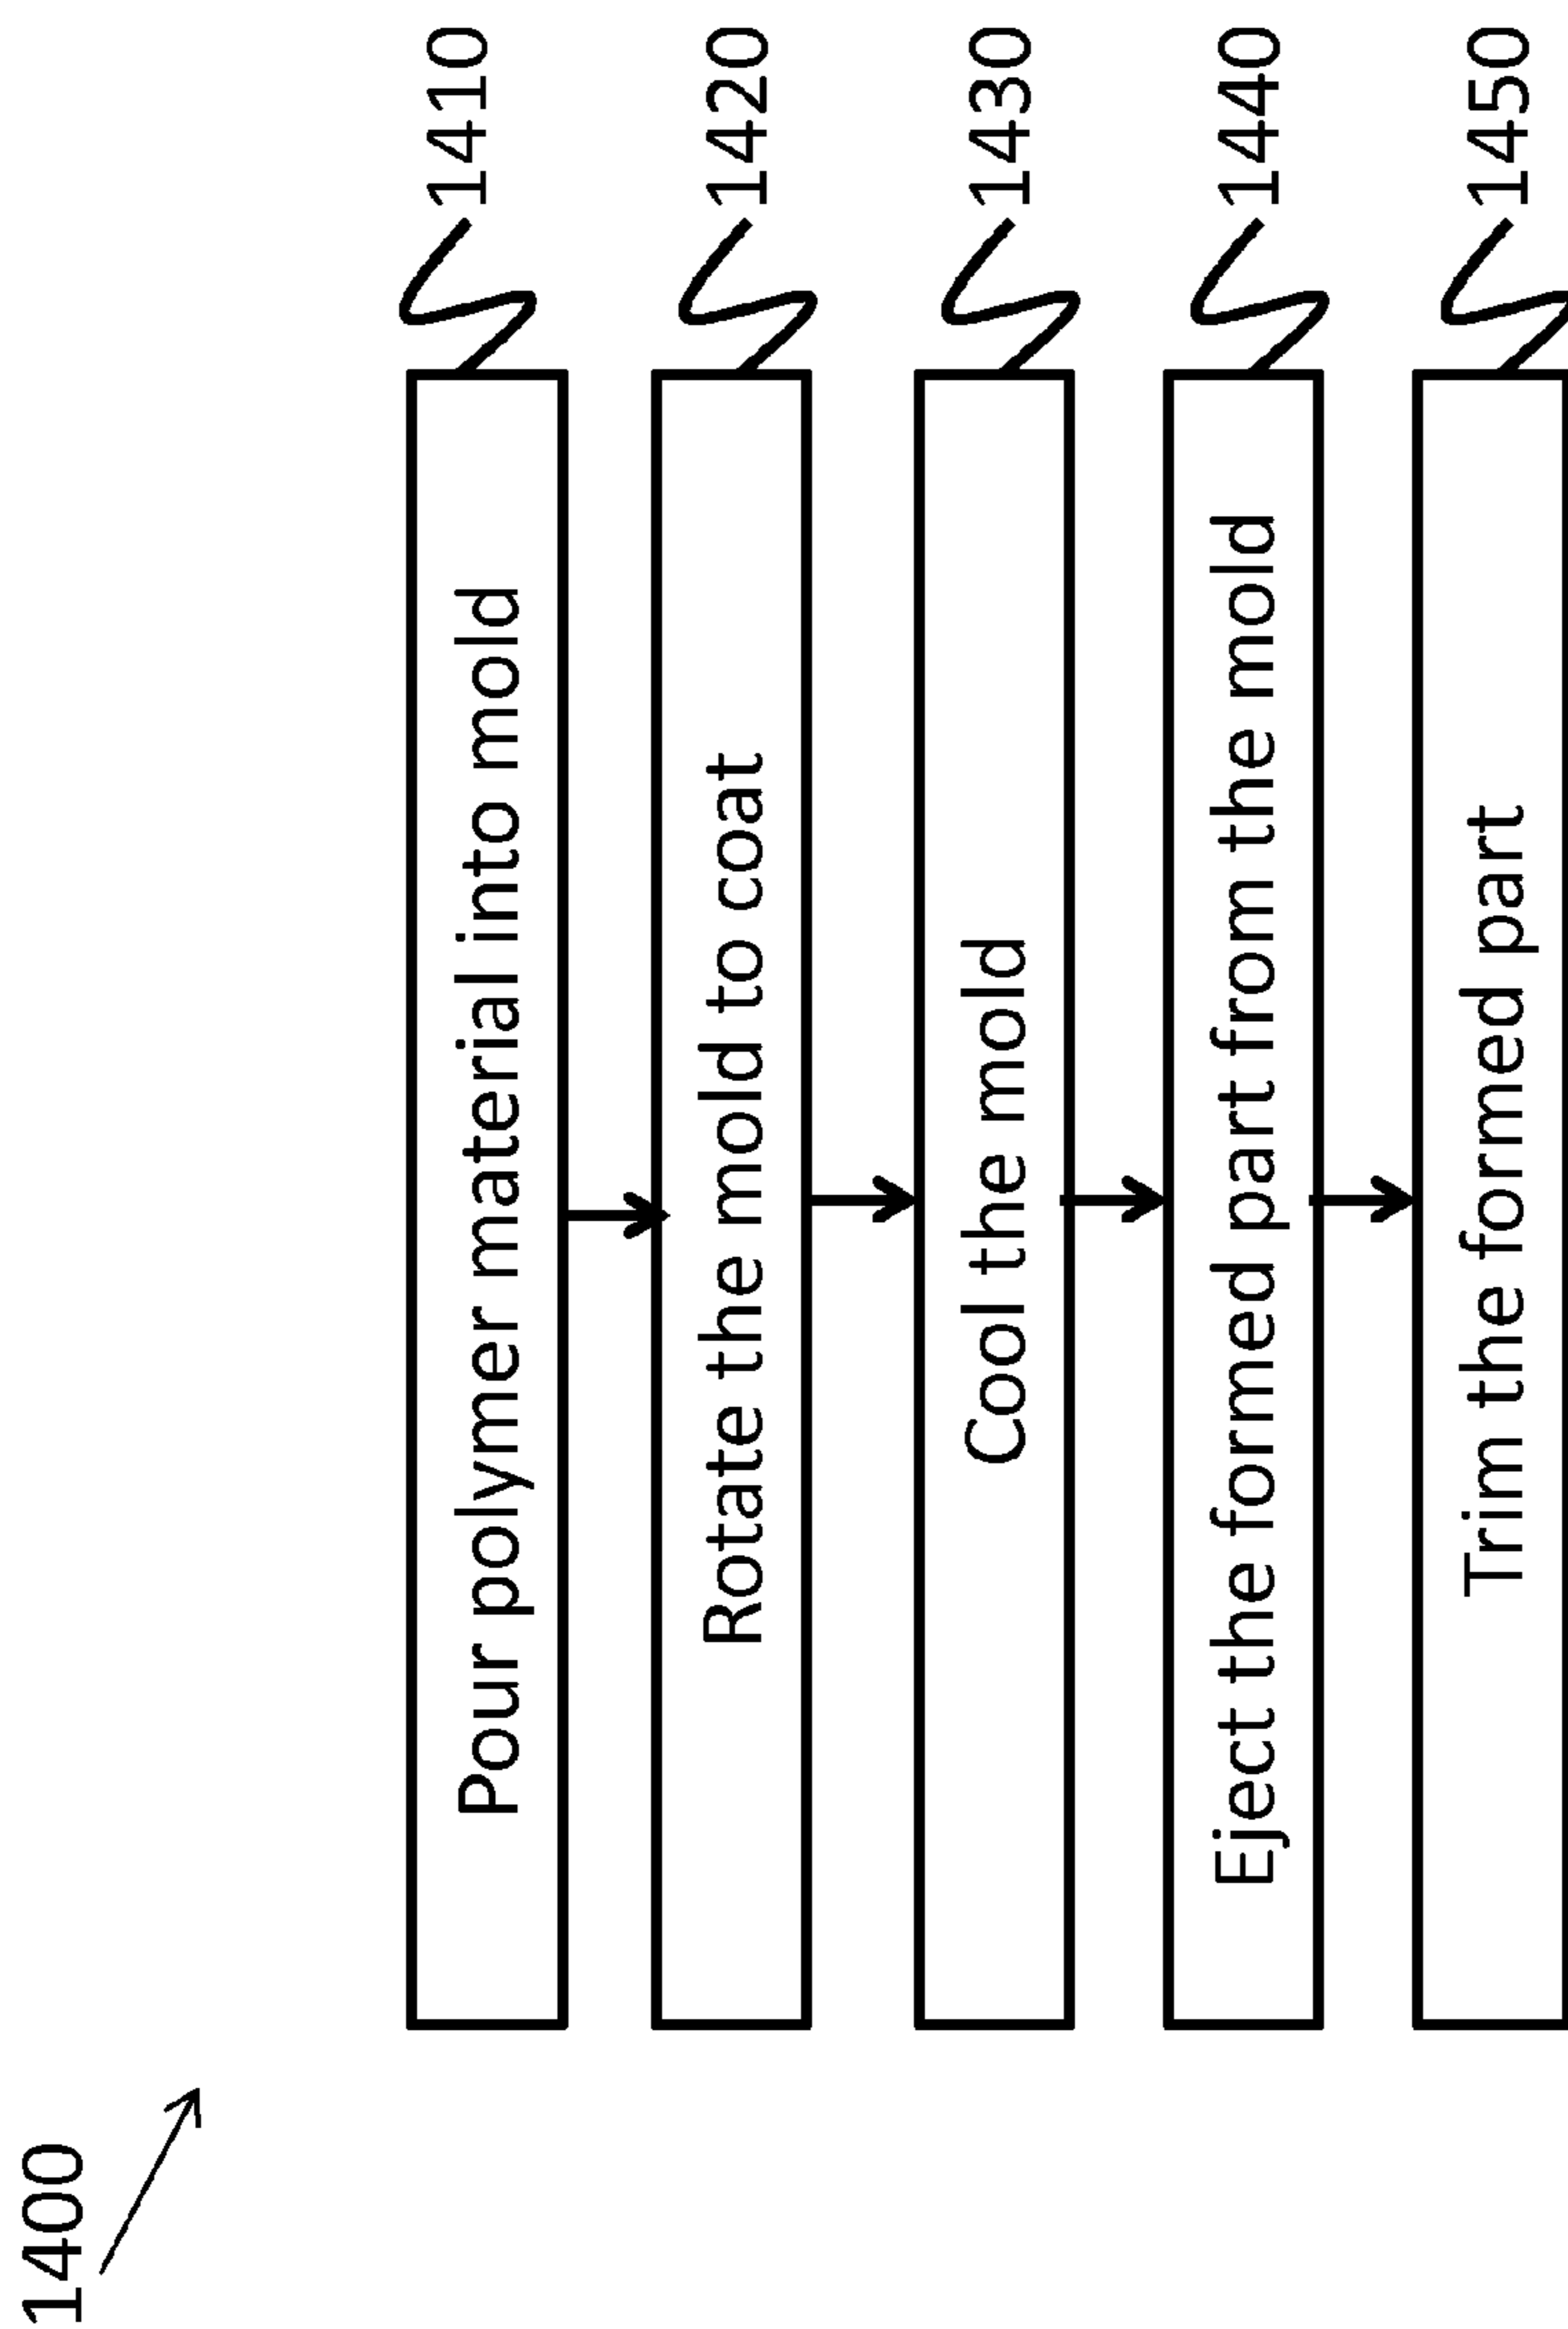 1400
Pour polymer material into mold
1410
Rotate the mold to coat
1420
Cool the mold
1430
Eject the formed part from the mold
1440
Trim the formed part
1450